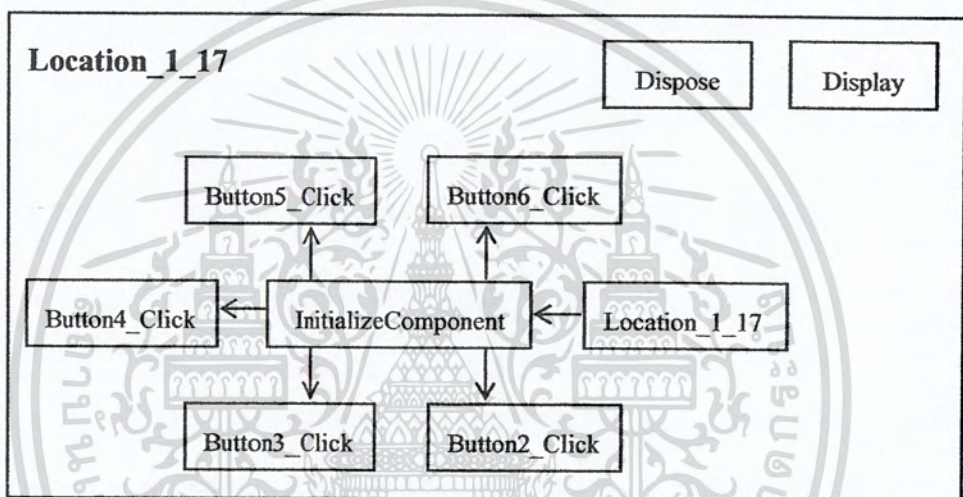 Location_1_17
Dispose
Display
Button5_Click
Button6_Click
Button4_Click
InitializeComponent
Location_1_17
Button3_Click
Button2_Click